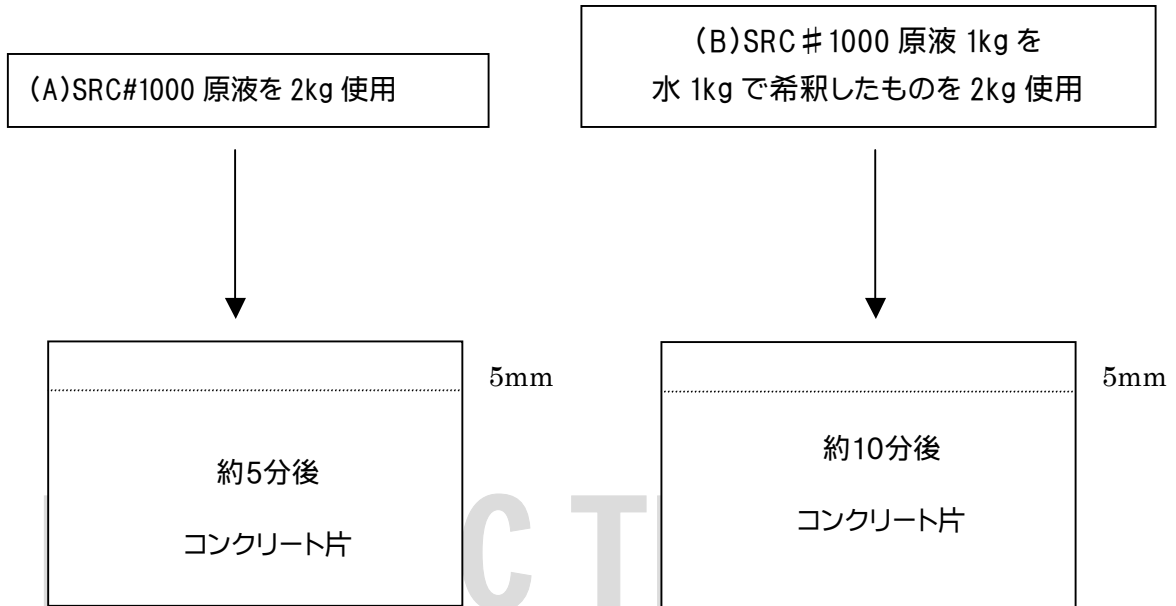 (A)SRC#1000 原液を 2kg 使用
(B)SRC♯1000 原液 1kg を
水 1kg で希釈したものを 2kg 使用
5mm
約5分後
コンクリート片
5mm
約10分後
コンクリート片